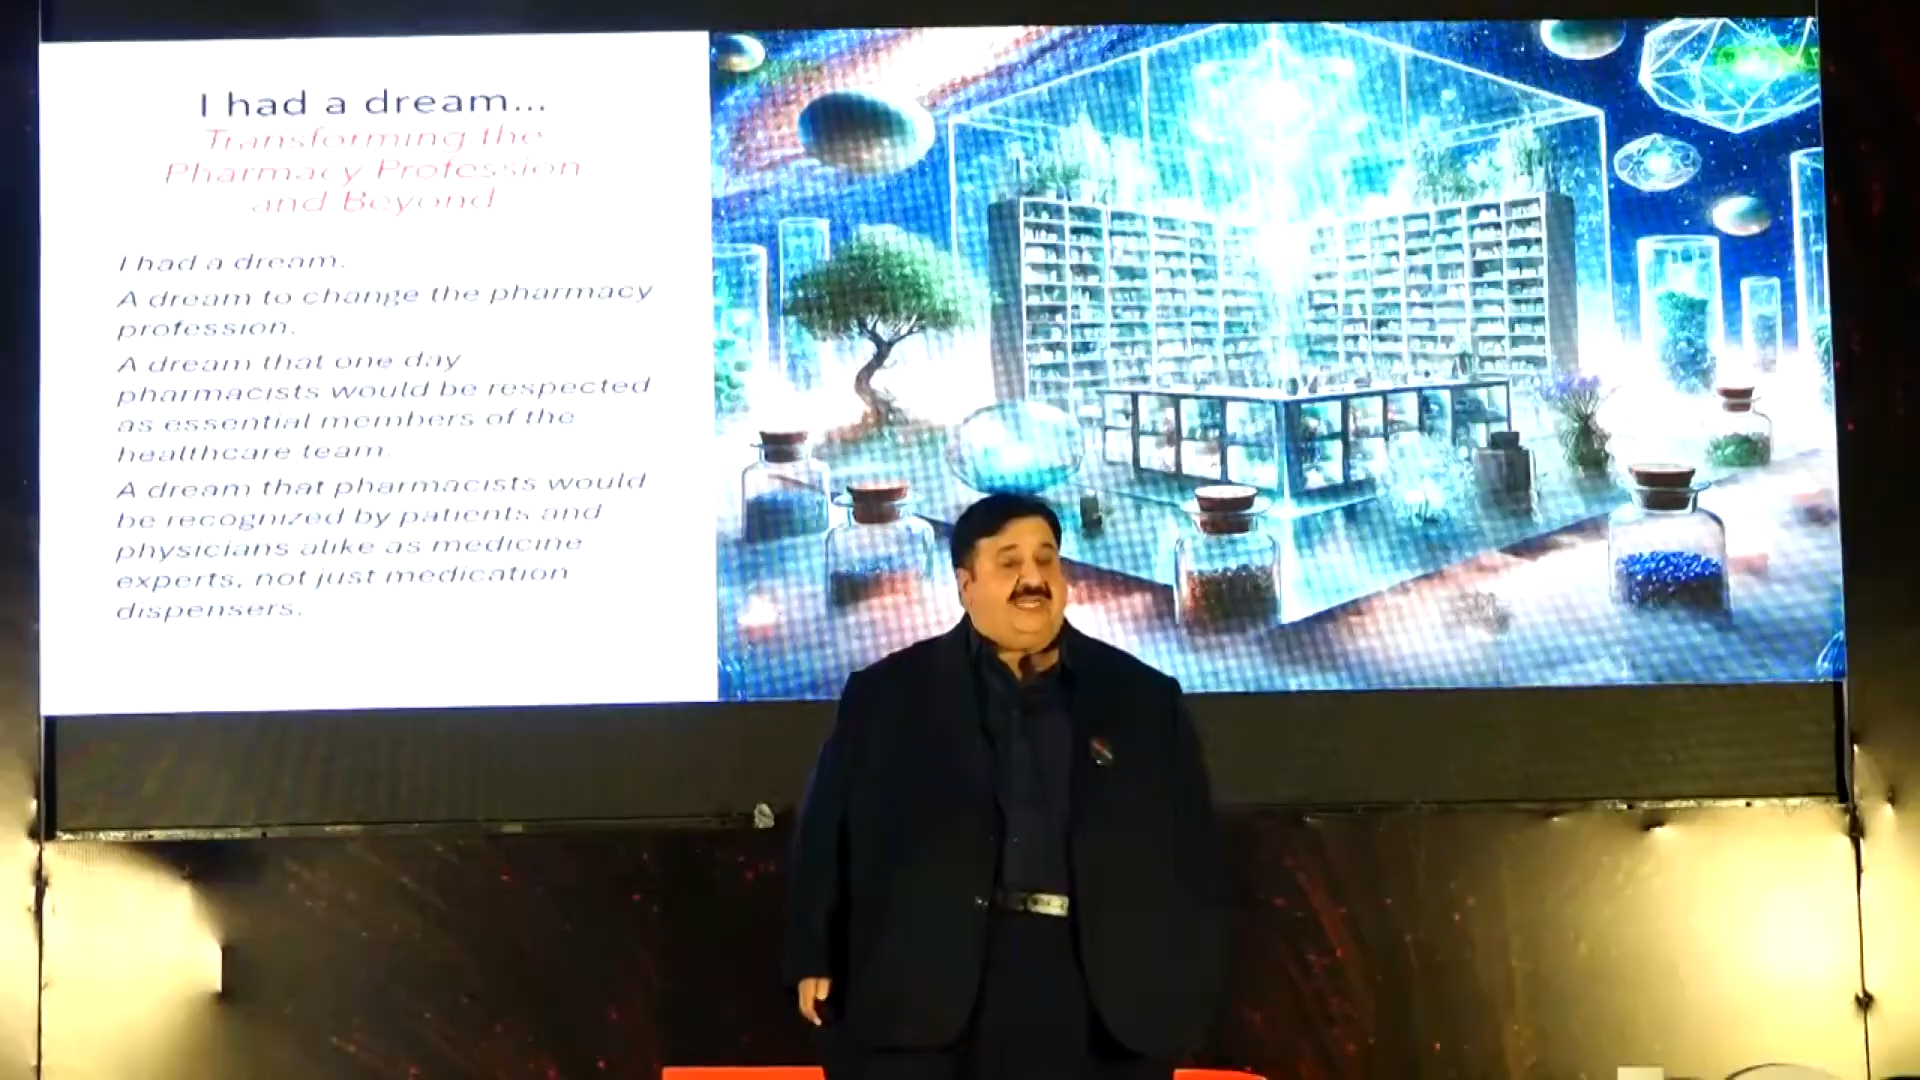 I had a dream...
Transforming the
Pharmacy Profession
and Beyond
I had a dream.
A dream to change the pharmacy
profession.
A dream that one day
pharmacists would be respected
as essential members of the
healthcare team.
A dream that pharmacists would
be recognized by patients and
physicians alike as medicine
experts, not just medication
dispensers.